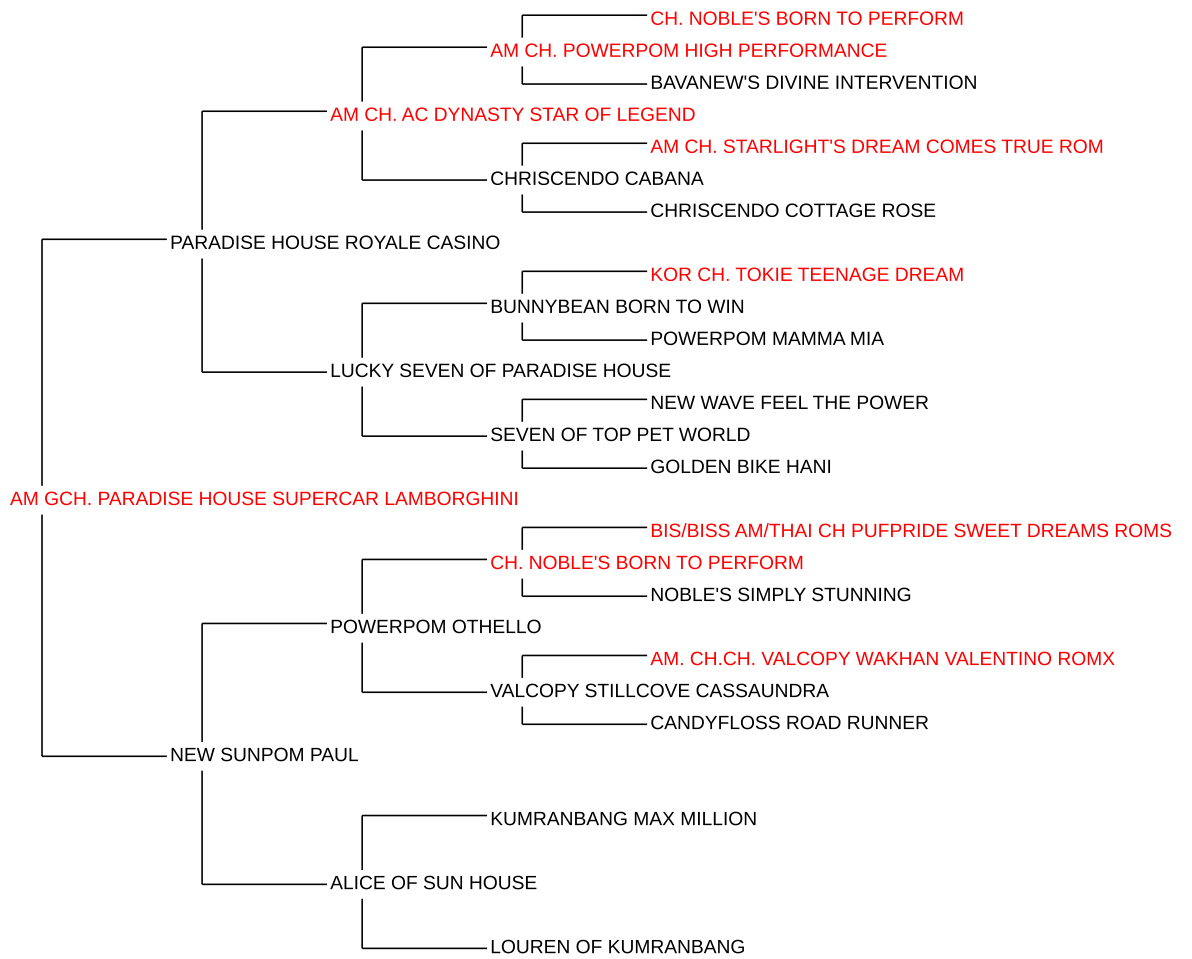 CH. NOBLE'S BORN TO PERFORM
AM CH. POWERPOM HIGH PERFORMANCE
BAVANEW'S DIVINE INTERVENTION
AM CH. AC DYNASTY STAR OF LEGEND
AM CH. STARLIGHT'S DREAM COMES TRUE ROM
CHRISCENDO CABANA
CHRISCENDO COTTAGE ROSE
PARADISE HOUSE ROYALE CASINO
KOR CH. TOKIE TEENAGE DREAM
BUNNYBEAN BORN TO WIN
POWERPOM MAMMA MIA
LUCKY SEVEN OF PARADISE HOUSE
NEW WAVE FEEL THE POWER
SEVEN OF TOP PET WORLD
GOLDEN BIKE HANI
AM GCH. PARADISE HOUSE SUPERCAR LAMBORGHINI
BIS/BISS AM/THAI CH PUFPRIDE SWEET DREAMS ROMS
CH. NOBLE'S BORN TO PERFORM
NOBLE'S SIMPLY STUNNING
POWERPOM OTHELLO
AM. CH.CH. VALCOPY WAKHAN VALENTINO ROMX
VALCOPY STILLCOVE CASSAUNDRA
CANDYFLOSS ROAD RUNNER
NEW SUNPOM PAUL
KUMRANBANG MAX MILLION
ALICE OF SUN HOUSE
LOUREN OF KUMRANBANG